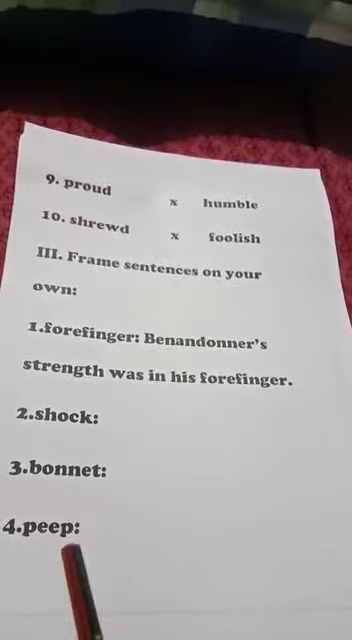 9. proud x humble
10. shrewd x foolish
III. Frame sentences on your
own:
1.forefinger: Benandonner's
strength was in his forefinger.
2.shock:
3.bonnet:
4.peep: